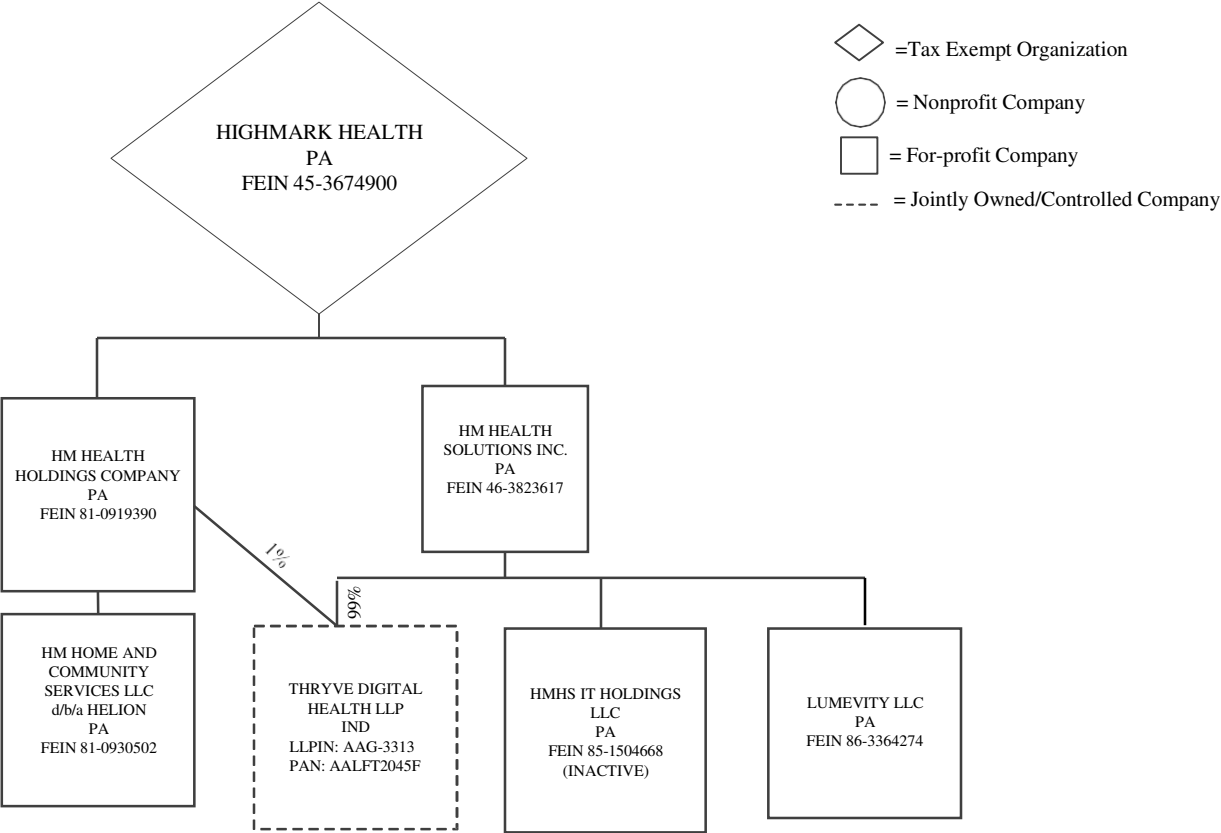 HIGHMARK HEALTH
PA
FEIN 45-3674900
=Tax Exempt Organization
= Nonprofit Company
= For-profit Company
= Jointly Owned/Controlled Company
HM HEALTH
HOLDINGS COMPANY
PA
FEIN 81-0919390
HM HEALTH
SOLUTIONS INC.
PA
FEIN 46-3823617
1%
99%
HM HOME AND
COMMUNITY
SERVICES LLC
d/b/a HELION
PA
FEIN 81-0930502
THRYVE DIGITAL
HEALTH LLP
IND
LLPIN: AAG-3313
PAN: AALFT2045F
HMHS IT HOLDINGS
LLC
PA
FEIN 85-1504668
(INACTIVE)
LUMEVITY LLC
PA
FEIN 86-3364274